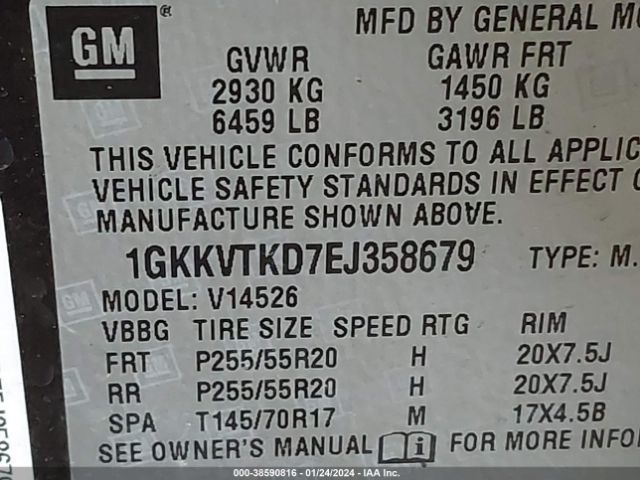 GM ®
MFD BY GENERAL MO
GVWR GAWR FRT
2930 KG 1450 KG
6459 LB 3196 LB
THIS VEHICLE CONFORMS TO ALL APPLIC
VEHICLE SAFETY STANDARDS IN EFFECT O
MANUFACTURE SHOWN ABOVE.
1GKKVTKD7EJ358679 TYPE: M.
GM
MODEL: V14526
VBBG TIRE SIZE SPEED RTG RIM
FRT P255/55R20 H 20X7.5J
RR P255/55R20 H 20X7.5J
SPA T145/70R17 M 17X4.5B
SEE OWNER'S MANUAL i FOR MORE INFO
000-38590816 - 01/24/2024 - IAA Inc.